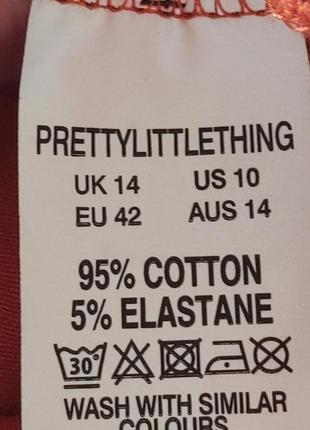 PRETTYLITTLETHING
UK 14 US 10
EU 42 AUS 14
95% COTTON
5% ELASTANE
30°
WASH WITH SIMILAR
COLOURS